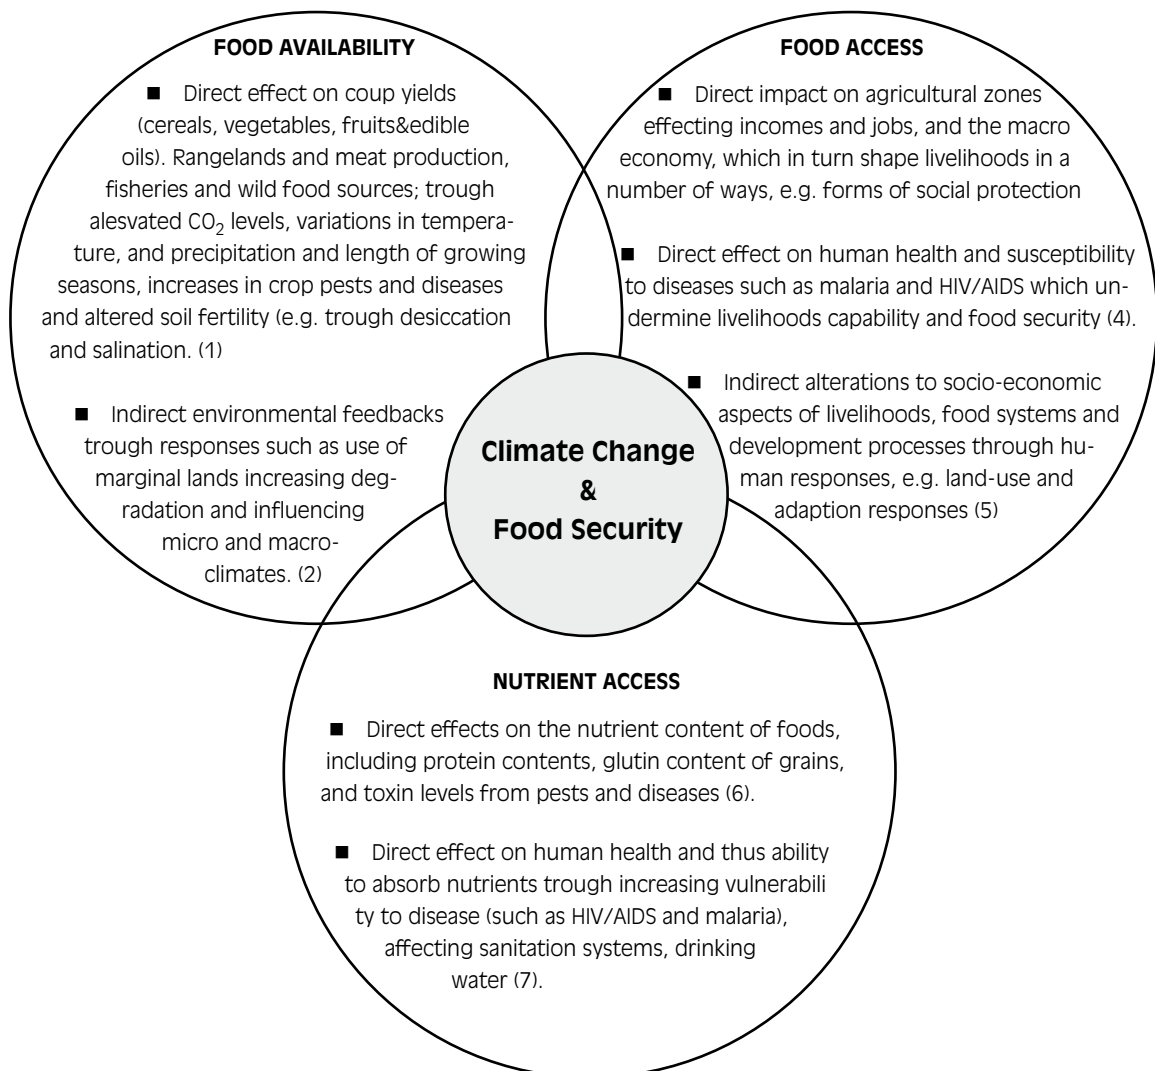 FOOD AVAILABILITY
■ Direct effect on coup yields
(cereals, vegetables, fruits&edible
oils). Rangelands and meat production,
fisheries and wild food sources; trough
alesvated CO₂ levels, variations in tempera-
ture, and precipitation and length of growing
seasons, increases in crop pests and diseases
and altered soil fertility (e.g. trough desiccation
and salination. (1)
■ Indirect environmental feedbacks
trough responses such as use of
marginal lands increasing deg-
radation and influencing
micro and macro-
climates. (2)
FOOD ACCESS
■ Direct impact on agricultural zones
effecting incomes and jobs, and the macro
economy, which in turn shape livelihoods in a
number of ways, e.g. forms of social protection
■ Direct effect on human health and susceptibility
to diseases such as malaria and HIV/AIDS which un-
dermine livelihoods capability and food security (4).
■ Indirect alterations to socio-economic
aspects of livelihoods, food systems and
development processes through hu-
man responses, e.g. land-use and
adaption responses (5)
Climate Change
&
Food Security
NUTRIENT ACCESS
■ Direct effects on the nutrient content of foods,
including protein contents, glutin content of grains,
and toxin levels from pests and diseases (6).
■ Direct effect on human health and thus ability
to absorb nutrients trough increasing vulnerabili
ty to disease (such as HIV/AIDS and malaria),
affecting sanitation systems, drinking
water (7).